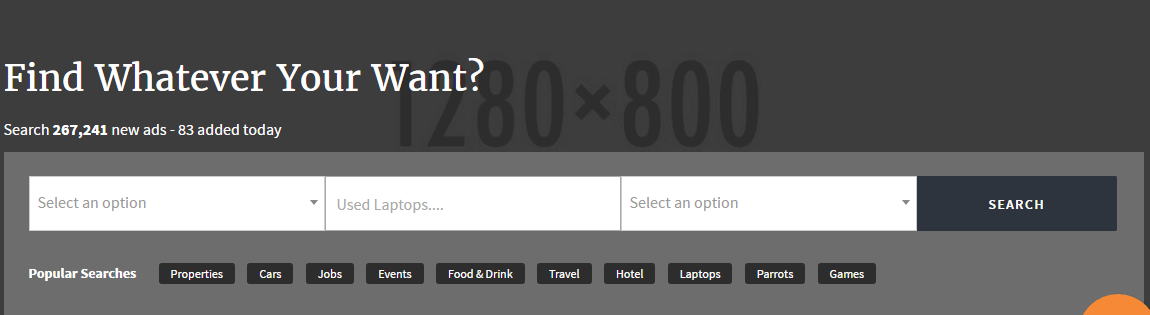 1280×800
Find Whatever Your Want?
Search 267,241 new ads - 83 added today
Select an option Used Laptops.... Select an option SEARCH
Popular Searches Properties Cars Jobs Events Food & Drink Travel Hotel Laptops Parrots Games